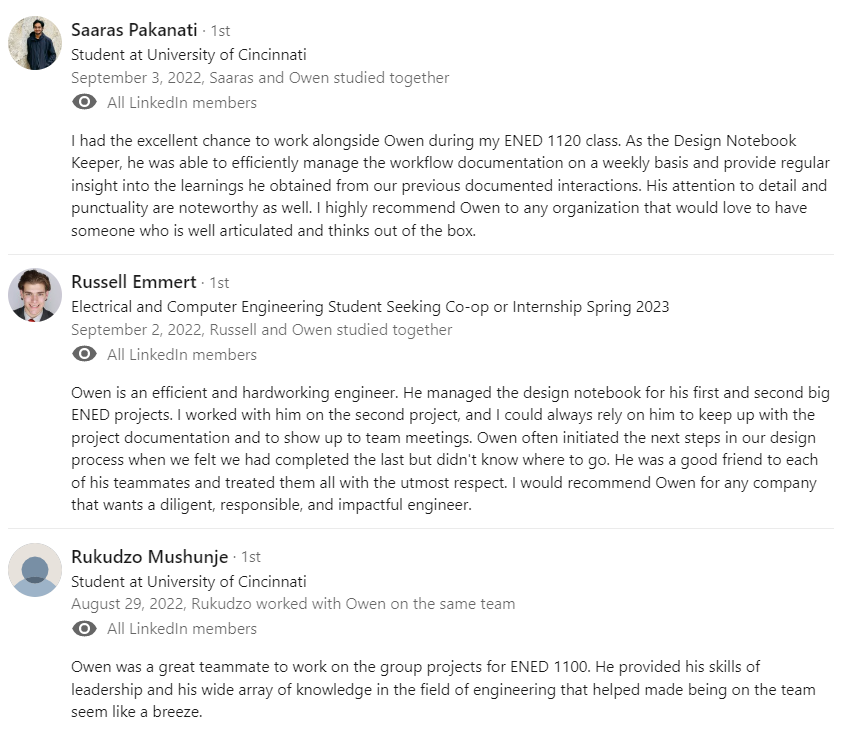 Saaras Pakanati · 1st
Student at University of Cincinnati
September 3, 2022, Saaras and Owen studied together
All LinkedIn members
I had the excellent chance to work alongside Owen during my ENED 1120 class. As the Design Notebook
Keeper, he was able to efficiently manage the workflow documentation on a weekly basis and provide regular
insight into the learnings he obtained from our previous documented interactions. His attention to detail and
punctuality are noteworthy as well. I highly recommend Owen to any organization that would love to have
someone who is well articulated and thinks out of the box.
Russell Emmert · 1st
Electrical and Computer Engineering Student Seeking Co-op or Internship Spring 2023
September 2, 2022, Russell and Owen studied together
All LinkedIn members
Owen is an efficient and hardworking engineer. He managed the design notebook for his first and second big
ENED projects. I worked with him on the second project, and I could always rely on him to keep up with the
project documentation and to show up to team meetings. Owen often initiated the next steps in our design
process when we felt we had completed the last but didn't know where to go. He was a good friend to each
of his teammates and treated them all with the utmost respect. I would recommend Owen for any company
that wants a diligent, responsible, and impactful engineer.
Rukudzo Mushunje · 1st
Student at University of Cincinnati
August 29, 2022, Rukudzo worked with Owen on the same team
All LinkedIn members
Owen was a great teammate to work on the group projects for ENED 1100. He provided his skills of
leadership and his wide array of knowledge in the field of engineering that helped made being on the team
seem like a breeze.